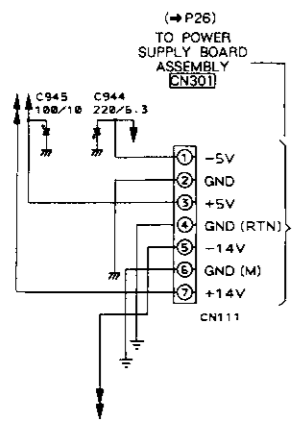 (→P26)
TO POWER
SUPPLY BOARD
ASSEMBLY
CN301
C945
100/10
C944
220/6.3
1 -5V
2 GND
3 +5V
4 GND (RTN)
5 -14V
6 GND (M)
7 +14V
CN111